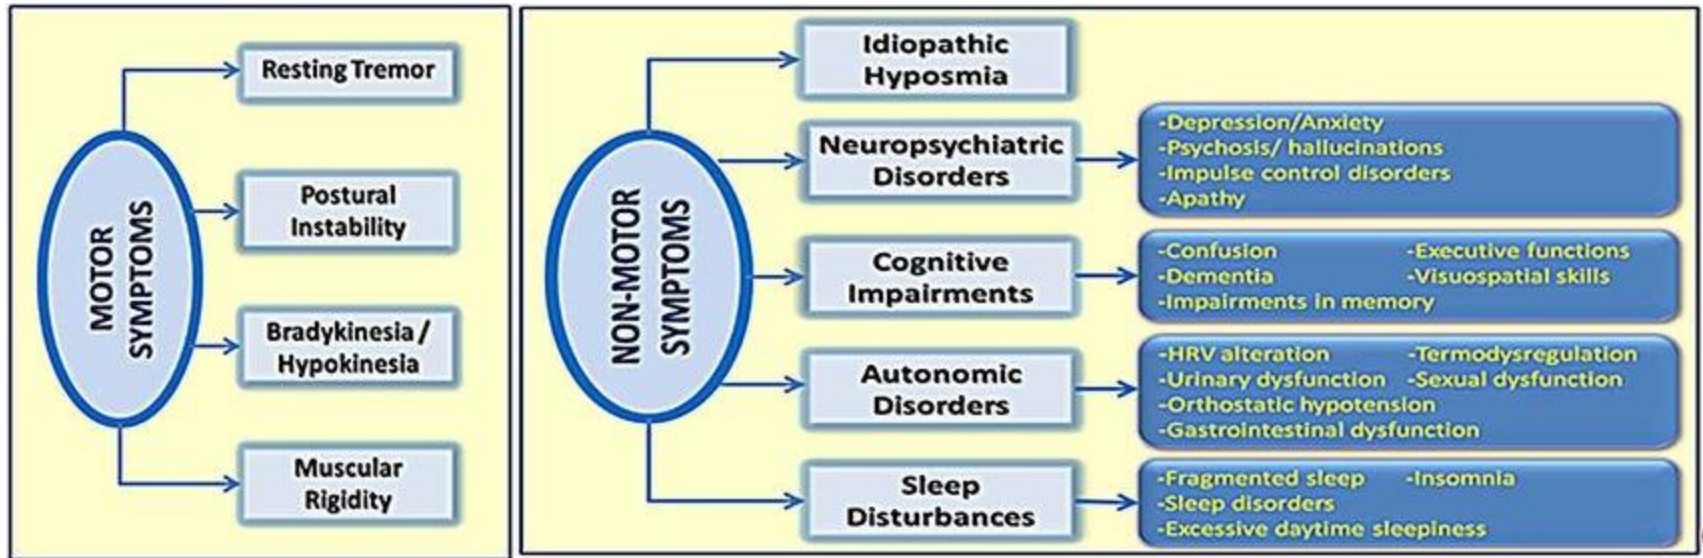 MOTOR
SYMPTOMS
Resting Tremor
Postural
Instability
Bradykinesia /
Hypokinesia
Muscular
Rigidity
NON-MOTOR
SYMPTOMS
Idiopathic
Hyposmia
Neuropsychiatric
Disorders
-Depression/Anxiety
-Psychosis/ hallucinations
-Impulse control disorders
-Apathy
Cognitive
Impairments
-Confusion -Executive functions
-Dementia -Visuospatial skills
-Impairments in memory
Autonomic
Disorders
-HRV alteration -Termodysregulation
-Urinary dysfunction -Sexual dysfunction
-Orthostatic hypotension
-Gastrointestinal dysfunction
Sleep
Disturbances
-Fragmented sleep -Insomnia
-Sleep disorders
-Excessive daytime sleepiness